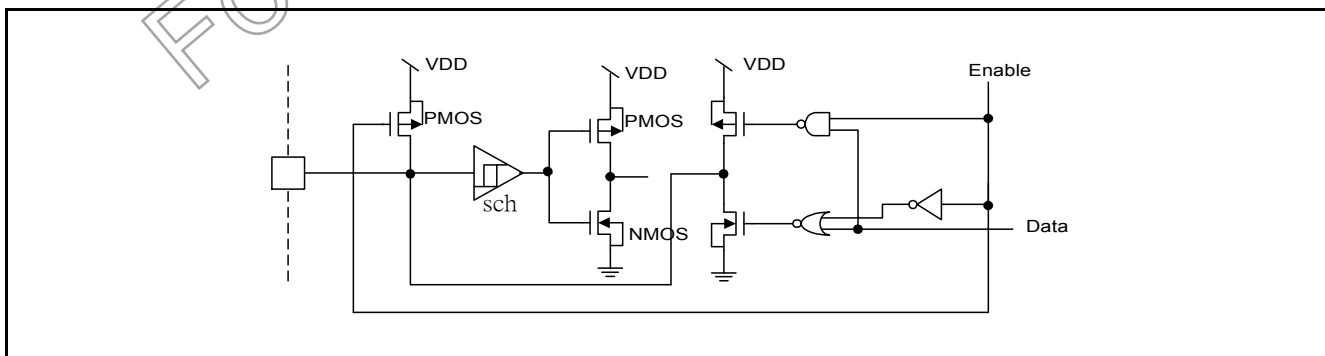 VDD
VDD
VDD
Enable
PMOS
PMOS
sch
NMOS
Data